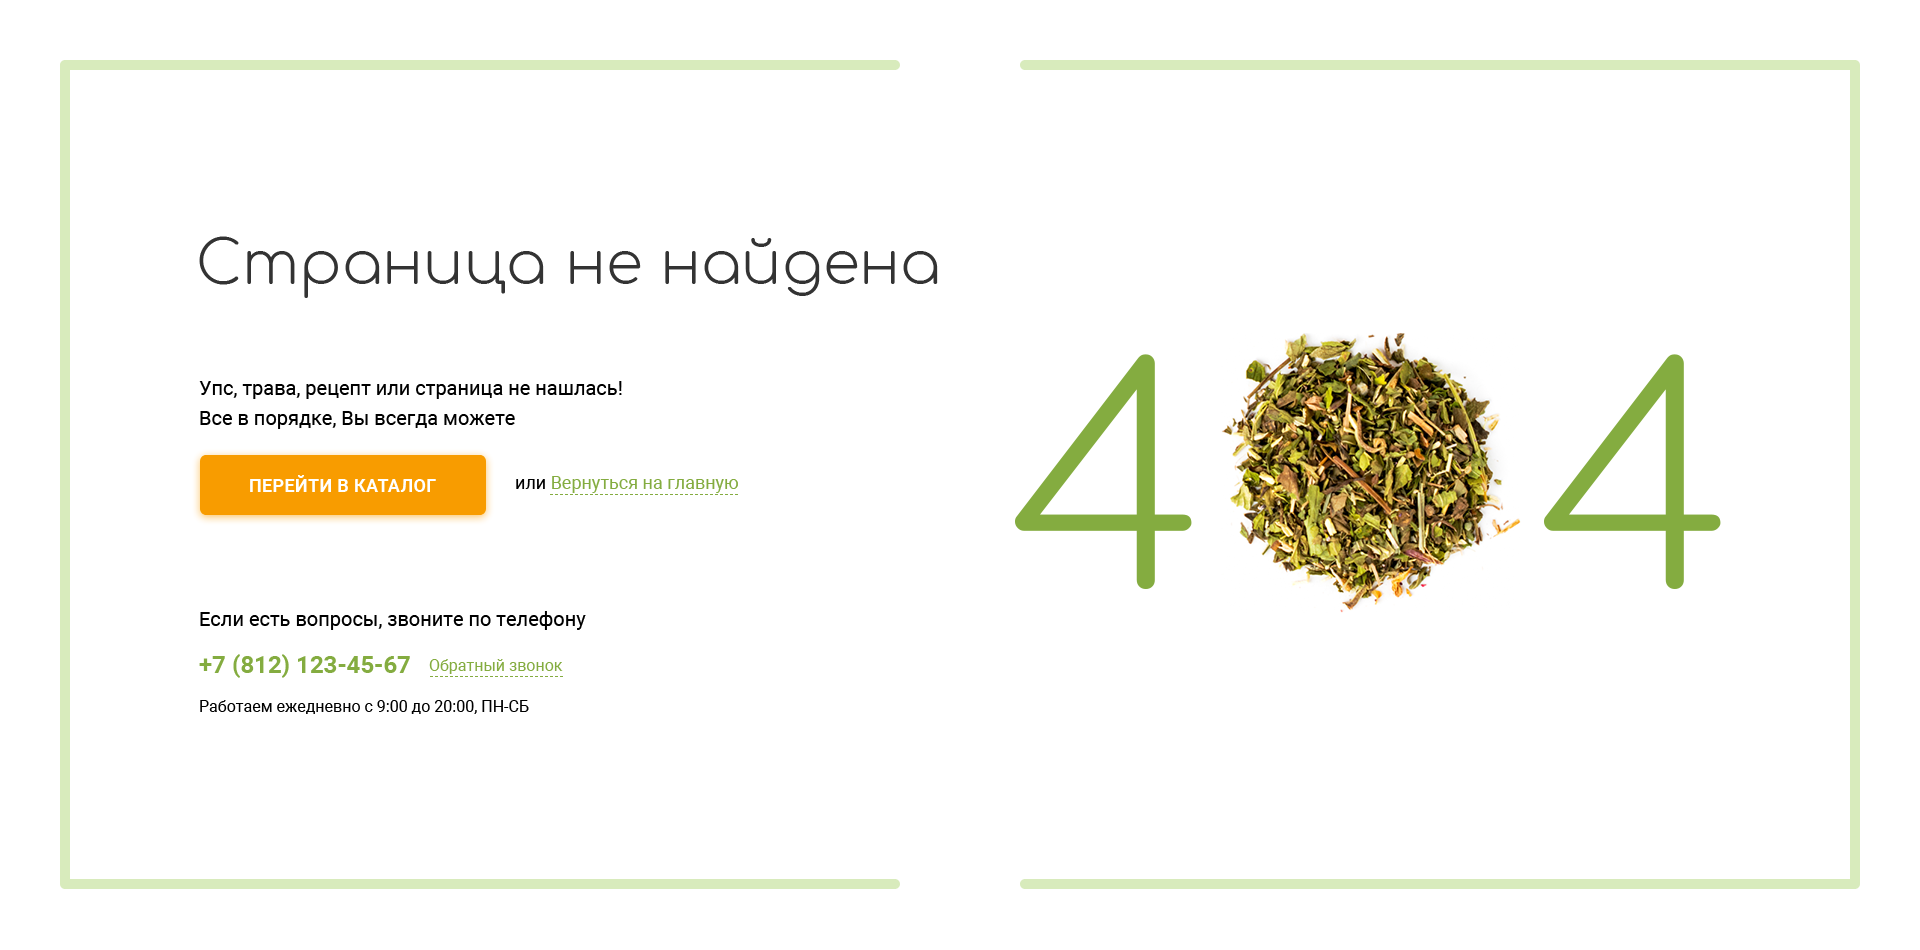 Страница не найдена
Упс, трава, рецепт или страница не нашлась!
Все в порядке, Вы всегда можете
ПЕРЕЙТИ В КАТАЛОГ или Вернуться на главную
Если есть вопросы, звоните по телефону
+7 (812) 123-45-67 Обратный звонок
Работаем ежедневно с 9:00 до 20:00, ПН-СБ
4 4